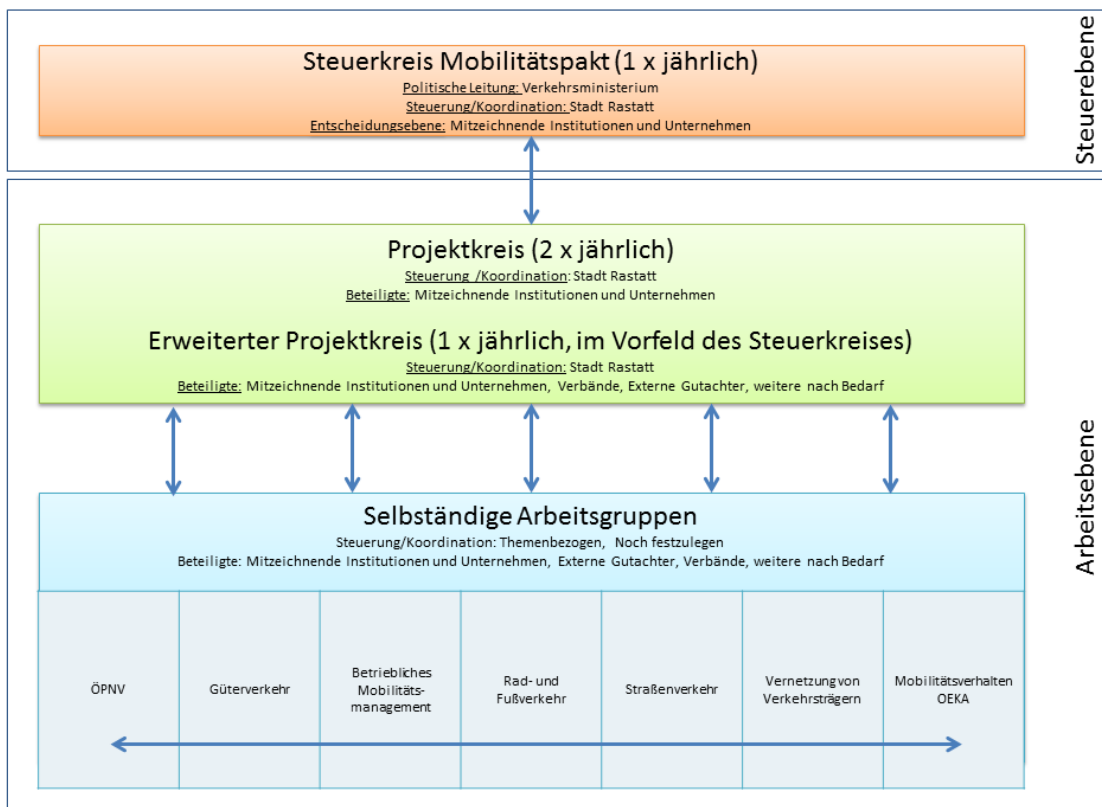 Steuerkreis Mobilitätspakt (1 x jährlich)
Politische Leitung: Verkehrsministerium
Steuerung/Koordination: Stadt Rastatt
Entscheidungsebene: Mitzeichnende Institutionen und Unternehmen
Steuerebene
Projektkreis (2 x jährlich)
Steuerung /Koordination: Stadt Rastatt
Beteiligte: Mitzeichnende Institutionen und Unternehmen
Erweiterter Projektkreis (1 x jährlich, im Vorfeld des Steuerkreises)
Steuerung/Koordination: Stadt Rastatt
Beteiligte: Mitzeichnende Institutionen und Unternehmen, Verbände, Externe Gutachter, weitere nach Bedarf
Arbeitsebene
Selbständige Arbeitsgruppen
Steuerung/Koordination: Themenbezogen, Noch festzulegen
Beteiligte: Mitzeichnende Institutionen und Unternehmen, Externe Gutachter, Verbände, weitere nach Bedarf
ÖPNV
Güterverkehr
Betriebliches
Mobilitäts-
management
Rad- und
Fußverkehr
Straßenverkehr
Vernetzung von
Verkehrsträgern
Mobilitätsverhalten
OEKA